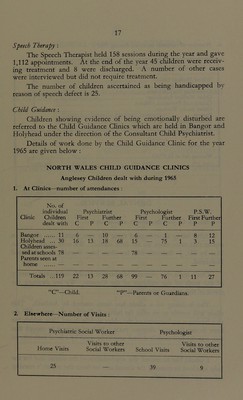 17
Speech Therapy :
The Speech Therapist held 158 sessions during the year and gave
1,112 appointments. At the end of the year 45 children were receiv-
ing treatment and 8 were discharged. A number of other cases
were interviewed but did not require treatment.
The number of children ascertained as being handicapped by
reason of speech defect is 25.
Child Guidance :
Children showing evidence of being emotionally disturbed are
referred to the Child Guidance Clinics which are held in Bangor and
Holyhead under the direction of the Consultant Child Psychiatrist.
Details of work done by the Child Guidance Clinic for the year
1965 are given below :
NORTH WALES CHILD GUIDANCE CLINICS
Anglesey Children dealt with during 1965
1. At Clinics—number of attendances :
No. of
individual Psychiatrist Psychologist P.S.W.
Clinic Children First Further First Further First Further
dealt with C P C P C P C P P P
Bangor ..... 11 6 — 10 — 6 — 1 — 8 12
Holyhead ... 30 16 13 18 68 15 — 75 1 3 15
Children asses-
sed at schools 78 — — — — 78 — — — — —
Parents seen at
home — — — — — — — — — —
Totals ..119 22 13 28 68 99 — 76 1 11 27
“C”—Child. “P”—Parents or Guardians.
2. Elsewhere—Number of Visits :
Psychiatric Social Worker Psychologist
Home Visits Visits to other Social Workers School Visits Visits to other Social Workers
25 — 39 9